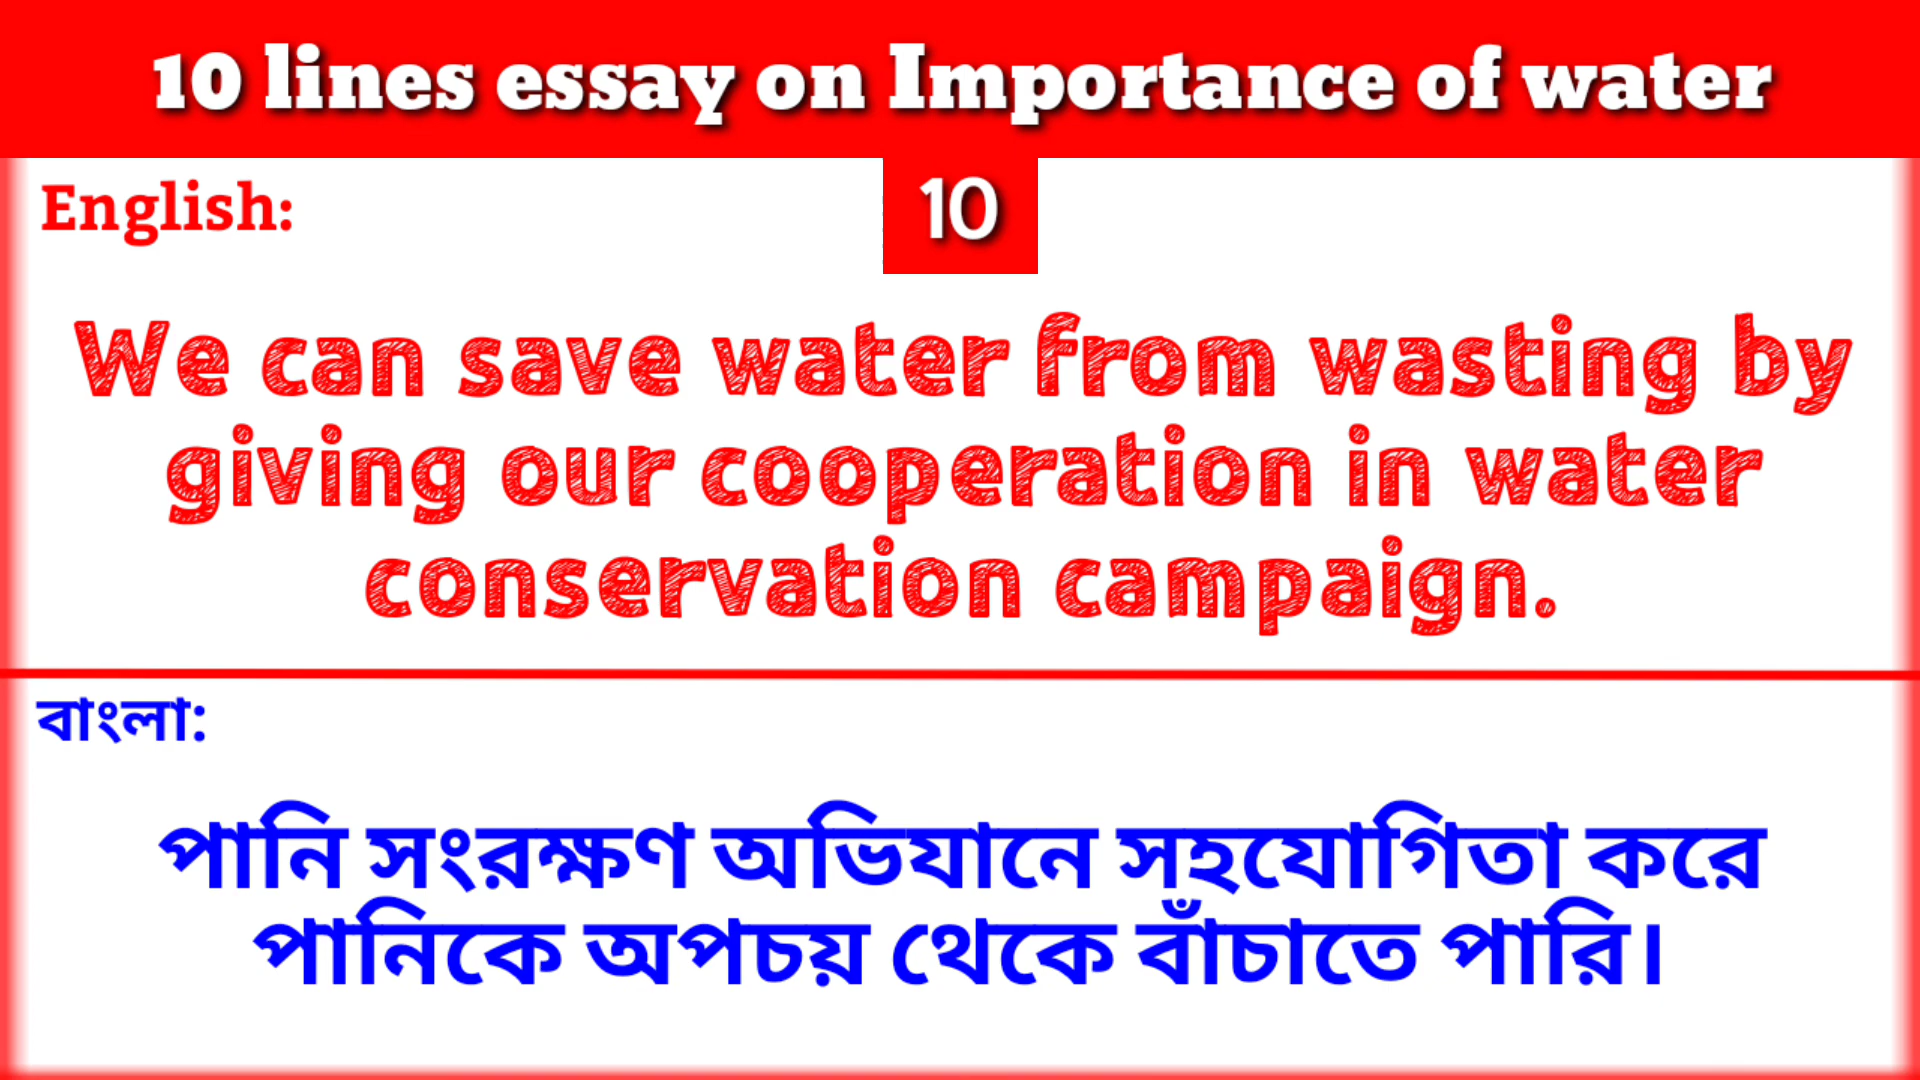 10 lines essay on Importance of water
English:
10
We can save water from wasting by
giving our cooperation in water
conservation campaign.
বাংলা:
পানি সংরক্ষণ অভিযানে সহযোগিতা করে
পানিকে অপচয় থেকে বাঁচাতে পারি।